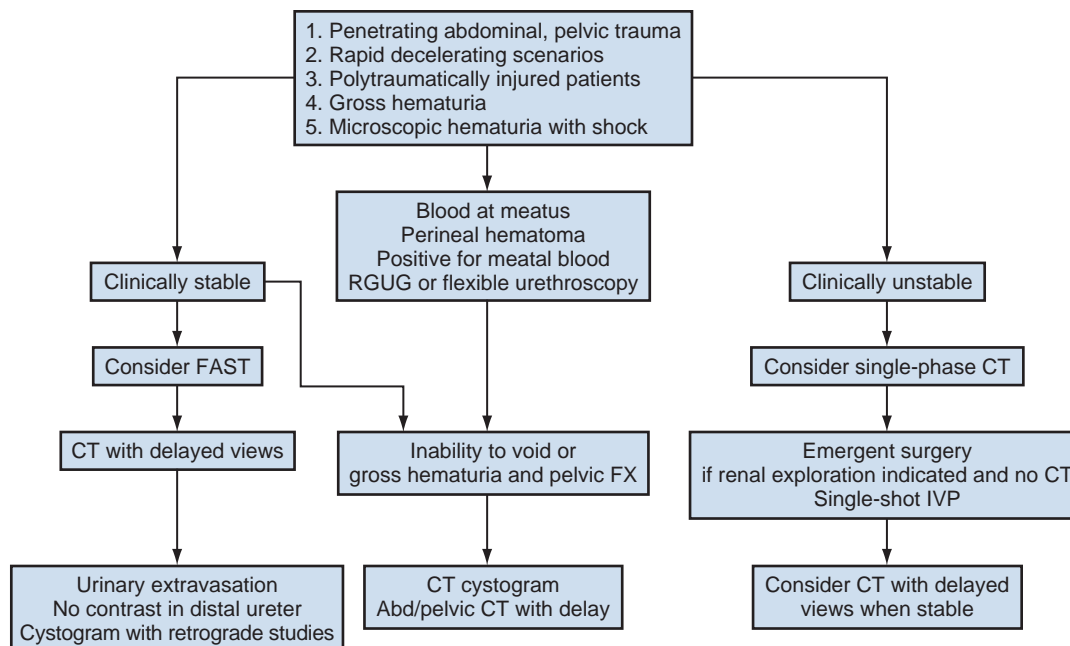 1. Penetrating abdominal, pelvic trauma
2. Rapid decelerating scenarios
3. Polytraumatically injured patients
4. Gross hematuria
5. Microscopic hematuria with shock
Blood at meatus
Perineal hematoma
Positive for meatal blood
RGUG or flexible urethroscopy
Clinically stable
Clinically unstable
Consider FAST
Consider single-phase CT
CT with delayed views
Inability to void or
gross hematuria and pelvic FX
Emergent surgery
if renal exploration indicated and no CT
Single-shot IVP
Urinary extravasation
No contrast in distal ureter
Cystogram with retrograde studies
CT cystogram
Abd/pelvic CT with delay
Consider CT with delayed
views when stable